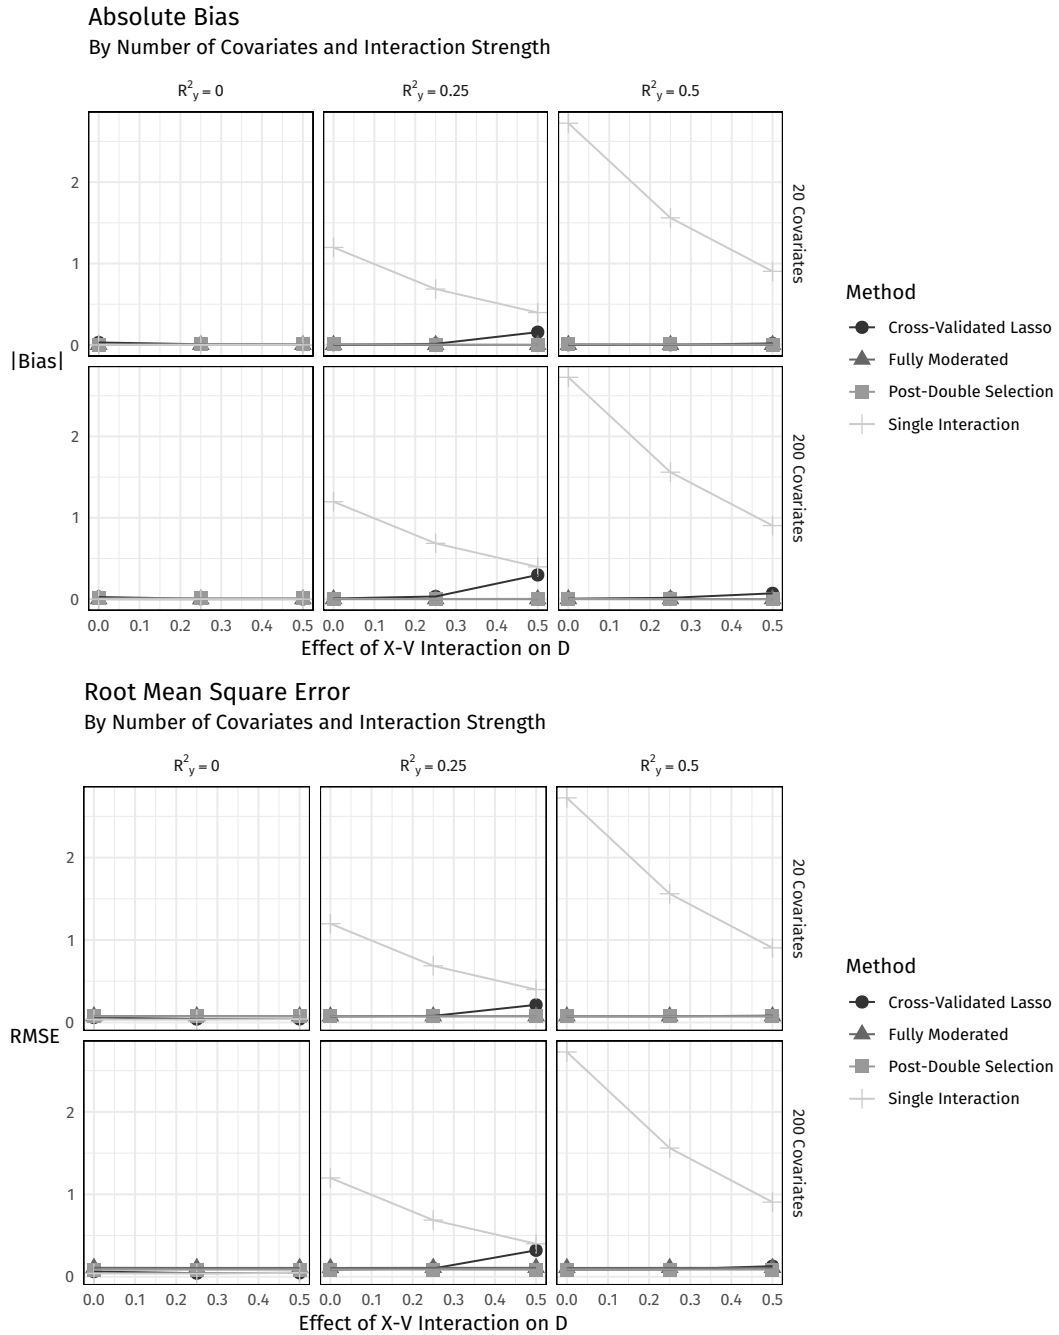 Absolute Bias
By Number of Covariates and Interaction Strength
R²y = 0
R²y = 0.25
R²y = 0.5
2
1
0
20 Covariates
|Bias|
2
1
0
200 Covariates
0.0 0.1 0.2 0.3 0.4 0.5
0.0 0.1 0.2 0.3 0.4 0.5
0.0 0.1 0.2 0.3 0.4 0.5
Effect of X-V Interaction on D
Method
Cross-Validated Lasso
Fully Moderated
Post-Double Selection
Single Interaction
Root Mean Square Error
By Number of Covariates and Interaction Strength
R²y = 0
R²y = 0.25
R²y = 0.5
2
1
0
20 Covariates
RMSE
2
1
0
200 Covariates
0.0 0.1 0.2 0.3 0.4 0.5
0.0 0.1 0.2 0.3 0.4 0.5
0.0 0.1 0.2 0.3 0.4 0.5
Effect of X-V Interaction on D
Method
Cross-Validated Lasso
Fully Moderated
Post-Double Selection
Single Interaction